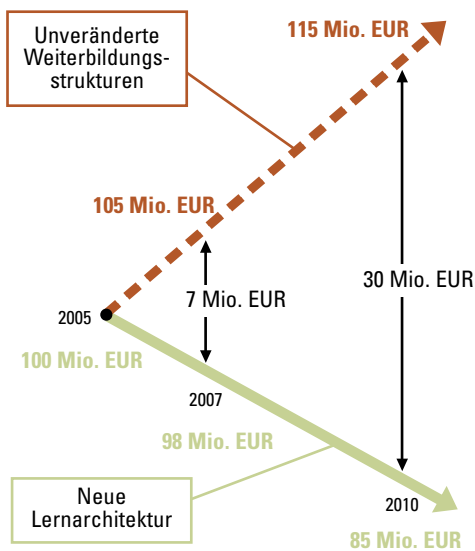 Unveränderte
Weiterbildungs-
strukturen
115 Mio. EUR
105 Mio. EUR
7 Mio. EUR
30 Mio. EUR
2005
100 Mio. EUR
2007
98 Mio. EUR
Neue
Lernarchitektur
2010
85 Mio. EUR